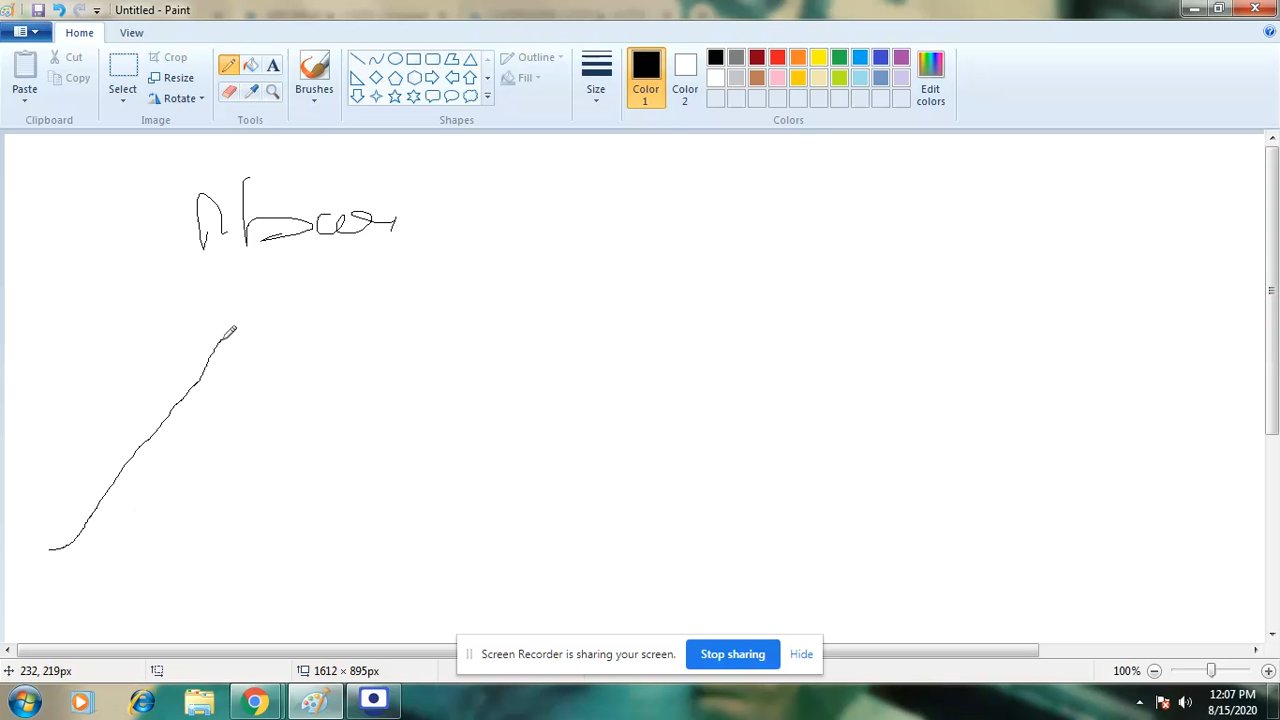 Untitled - Paint
Home View
Paste
Cut
Copy
Clipboard
Select
Crop
Resize
Rotate
Image
A
Tools
Brushes
Shapes
Outline
Fill
Size
Color 1
Color 2
Edit colors
Colors
Screen Recorder is sharing your screen. Stop sharing Hide
232, 219px 1612 × 895px 100%
12:07 PM
8/15/2020